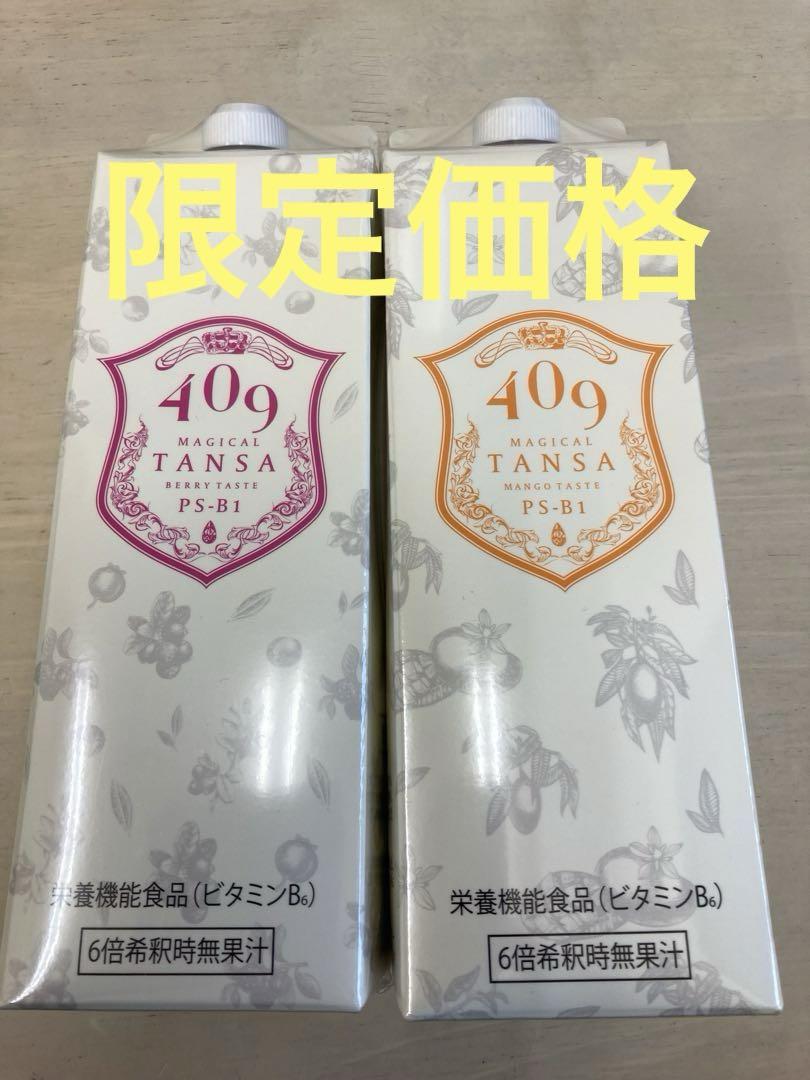 限定価格
409
MAGICAL
TANSA
BERRY TASTE
PS-B1
栄養機能食品(ビタミンB₆)
6倍希釈時無果汁
409
MAGICAL
TANSA
MANGO TASTE
PS-B1
栄養機能食品(ビタミンB₆)
6倍希釈時無果汁